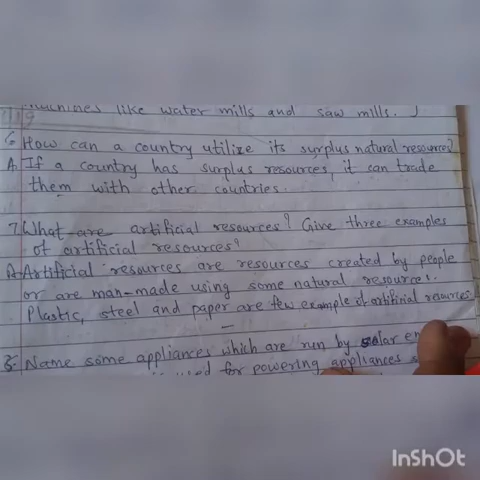 machines like water mills and saw mills.
6. How can a country utilize its surplus natural resources?
A. If a country has surplus resources, it can trade
them with other countries.
7. What are artificial resources? Give three examples
of artificial resources?
A. Artificial resources are resources created by people
or are man-made using some natural resources.
Plastic, steel and paper are few example of artificial resources
8. Name some appliances which are run by solar en
used for powering appliances s
InShOt